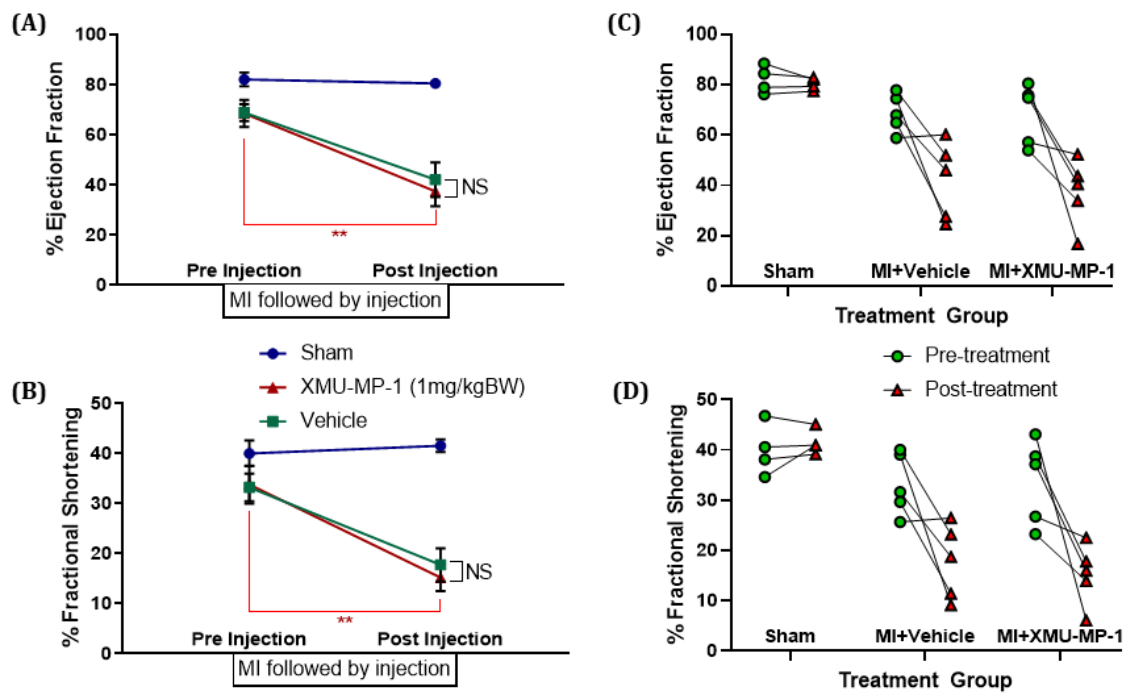 (A)
% Ejection Fraction
100
80
60
40
20
0
NS
**
Pre Injection
Post Injection
MI followed by injection
Sham
XMU-MP-1 (1mg/kgBW)
Vehicle
(B)
% Fractional Shortening
50
40
30
20
10
0
NS
**
Pre Injection
Post Injection
MI followed by injection
(C)
% Ejection Fraction
100
80
60
40
20
0
Sham
MI+Vehicle
MI+XMU-MP-1
Treatment Group
Pre-treatment
Post-treatment
(D)
% Fractional Shortening
50
40
30
20
10
0
Sham
MI+Vehicle
MI+XMU-MP-1
Treatment Group